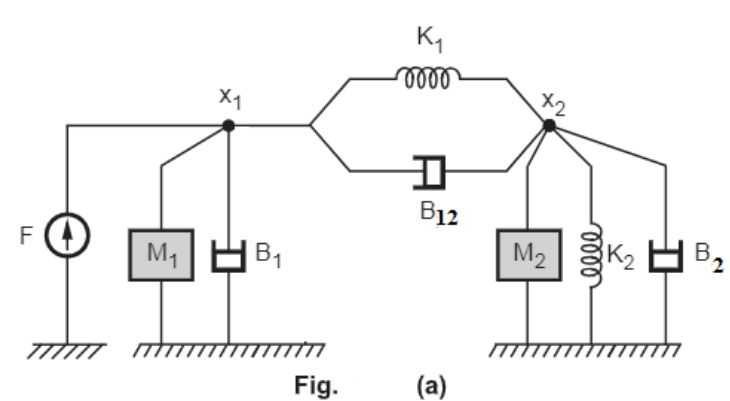 K₁
x₁
x₂
B₁₂
F
M₁
B₁
M₂
K₂
B₂
Fig. (a)